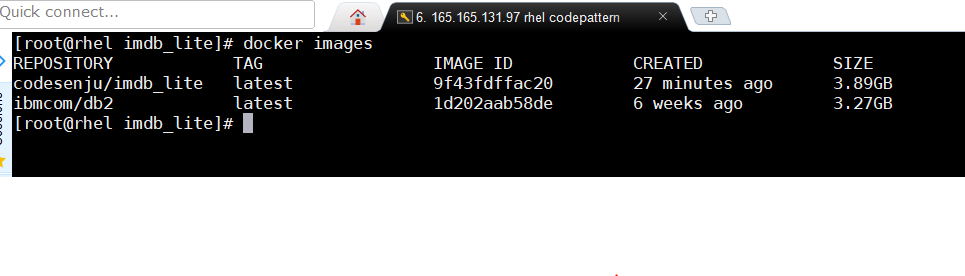 Quick connect...
6. 165.165.131.97 rhel codepattern
[root@rhel imdb_lite]# docker images
REPOSITORY TAG IMAGE ID CREATED SIZE
codesenju/imdb_lite latest 9f43fdffac20 27 minutes ago 3.89GB
ibmcom/db2 latest 1d202aab58de 6 weeks ago 3.27GB
[root@rhel imdb_lite]#